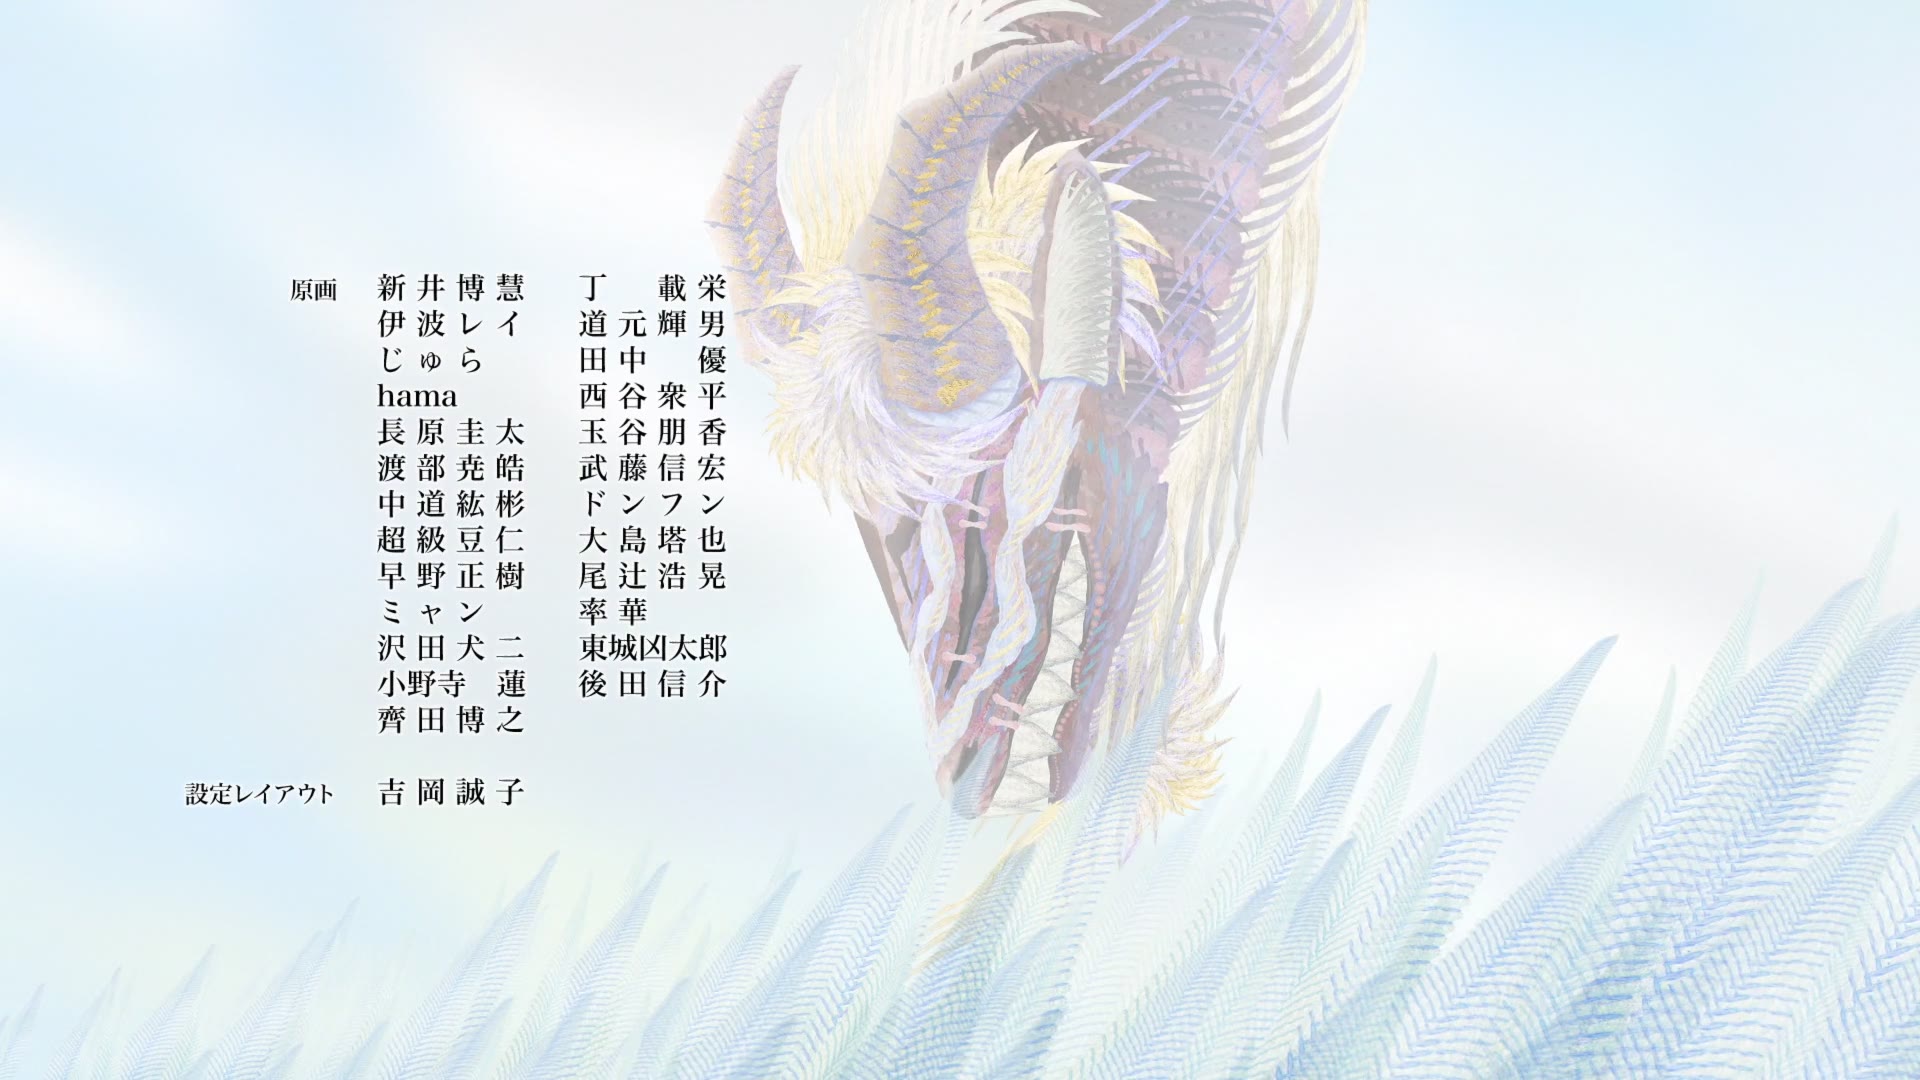 原画 新井博慧 丁載栄
伊波レイ 道元輝男
じゅら 田中優
hama 西谷衆平
長原圭太 玉谷朋香
渡部尭皓 武藤信宏
中道紘彬 ドンフン
超級豆仁 大島塔也
早野正樹 尾辻浩晃
ミャン 率華
沢田犬二 東城凶太郎
小野寺蓮 後田信介
齊田博之
設定レイアウト 吉岡誠子